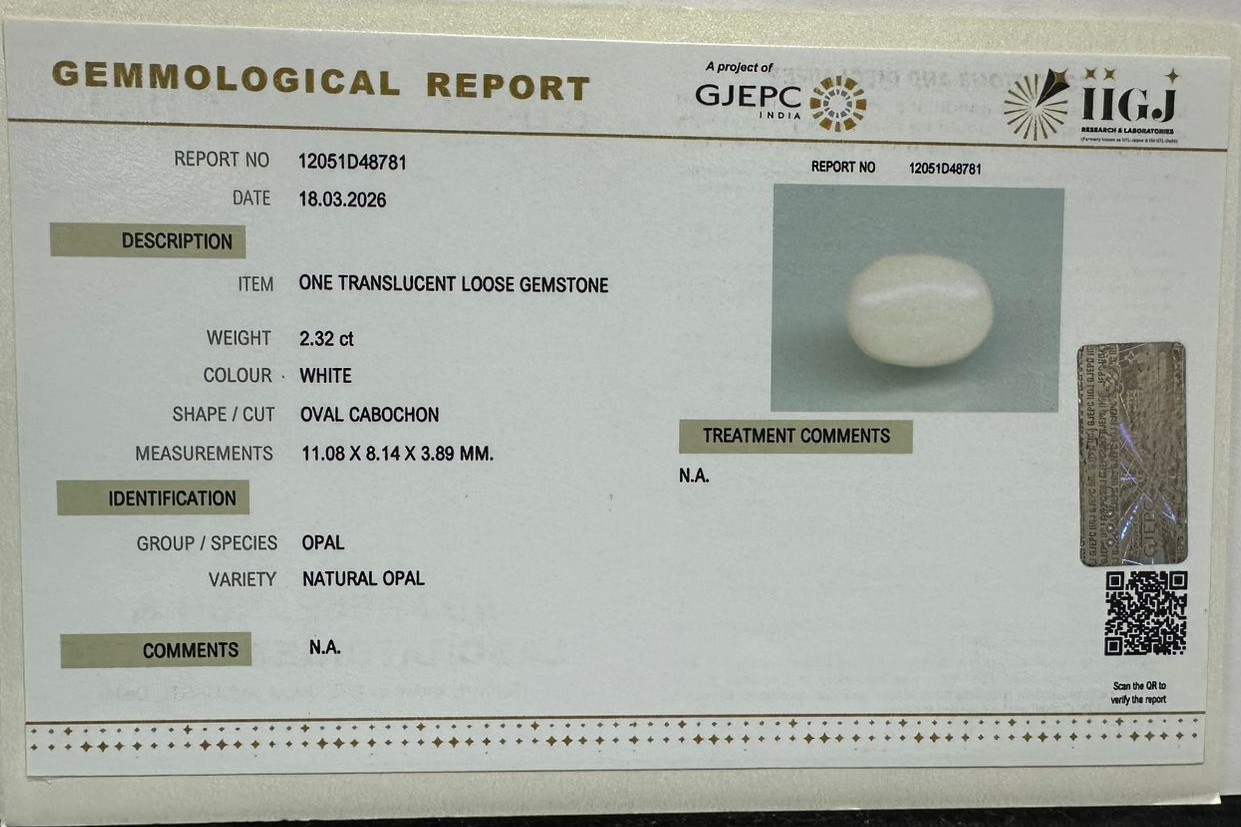 GEMMOLOGICAL REPORT
A project of
GJEPC
INDIA
IIGJ
RESEARCH & LABORATORIES
REPORT NO 12051D48781
DATE 18.03.2026
DESCRIPTION
ITEM ONE TRANSLUCENT LOOSE GEMSTONE
WEIGHT 2.32 ct
COLOUR WHITE
SHAPE / CUT OVAL CABOCHON
MEASUREMENTS 11.08 X 8.14 X 3.89 MM.
IDENTIFICATION
GROUP / SPECIES OPAL
VARIETY NATURAL OPAL
COMMENTS N.A.
REPORT NO 12051D48781
TREATMENT COMMENTS
N.A.
GJEPC
Scan the QR to
verify the report